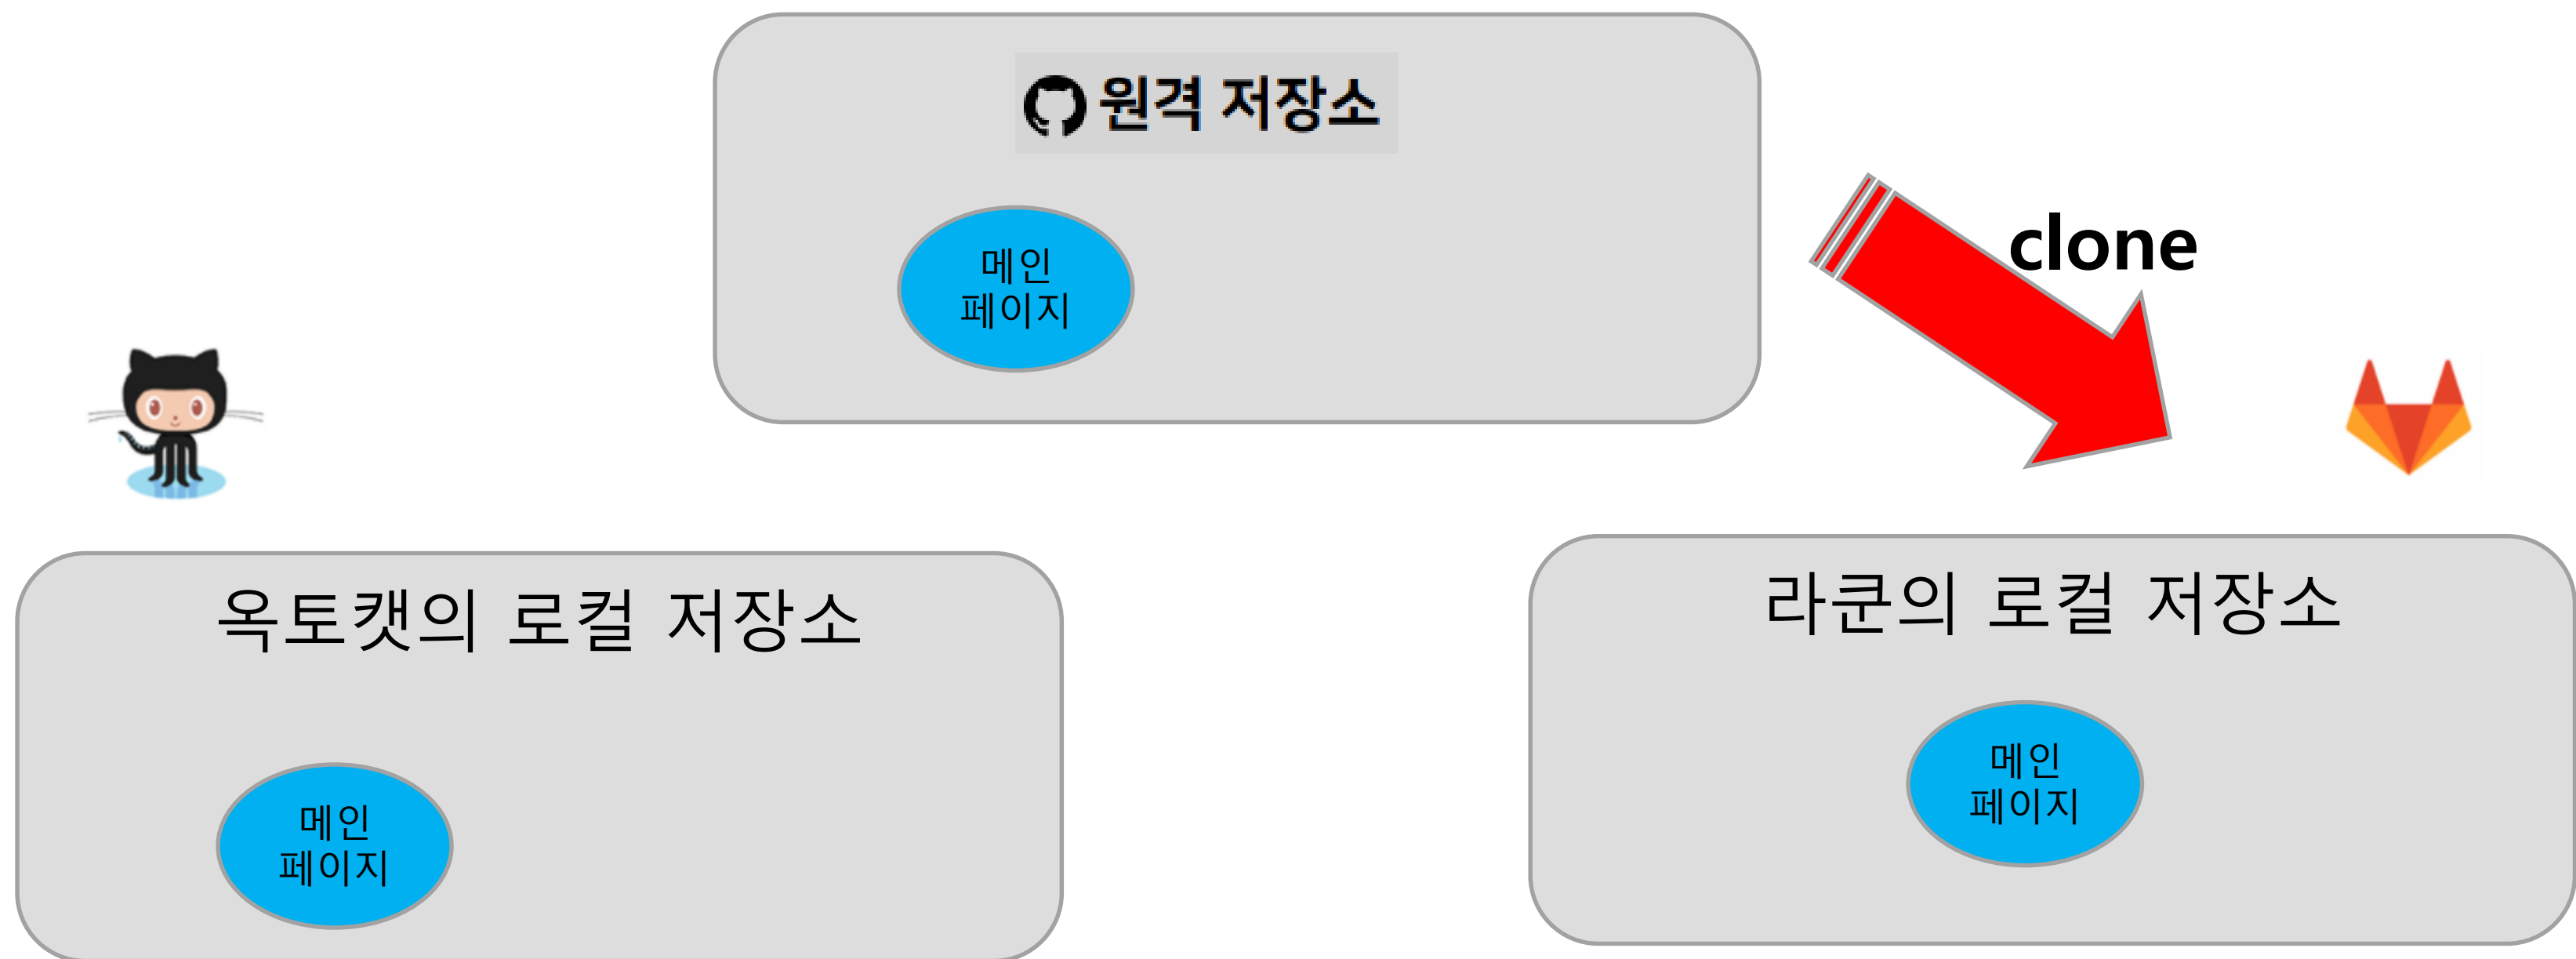 원격 저장소
메인
페이지
clone
옥토캣의 로컬 저장소
메인
페이지
라쿤의 로컬 저장소
메인
페이지